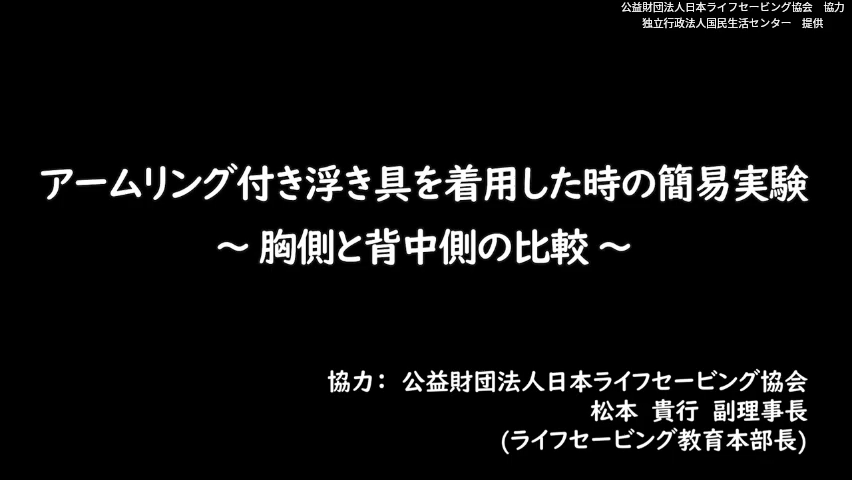 公益財団法人日本ライフセービング協会　協力
独立行政法人国民生活センター　提供
アームリング付き浮き具を着用した時の簡易実験
～ 胸側と背中側の比較 ～
協力： 公益財団法人日本ライフセービング協会
松本 貴行 副理事長
(ライフセービング教育本部長)